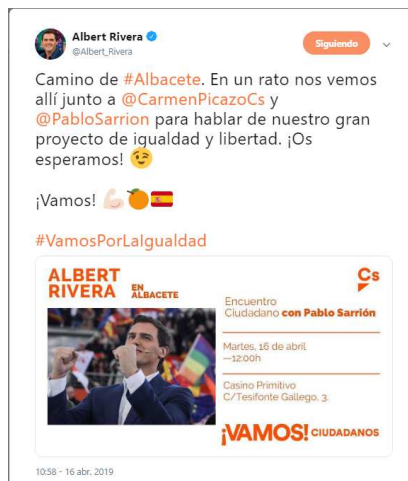 Albert Rivera
@Albert_Rivera
Siguiendo
Camino de #Albacete. En un rato nos vemos
allí junto a @CarmenPicazoCs y
@PabloSarrion para hablar de nuestro gran
proyecto de igualdad y libertad. ¡Os
esperamos! 😉
¡Vamos! 💪🏻🍊🇪🇸
#VamosPorLaIgualdad
ALBERT
RIVERA EN
ALBACETE
Cs
Encuentro
Ciudadano con Pablo Sarrión
Martes, 16 de abril
—12:00h
Casino Primitivo
C/Tesifonte Gallego, 3.
¡VAMOS! CIUDADANOS
10:58 - 16 abr. 2019